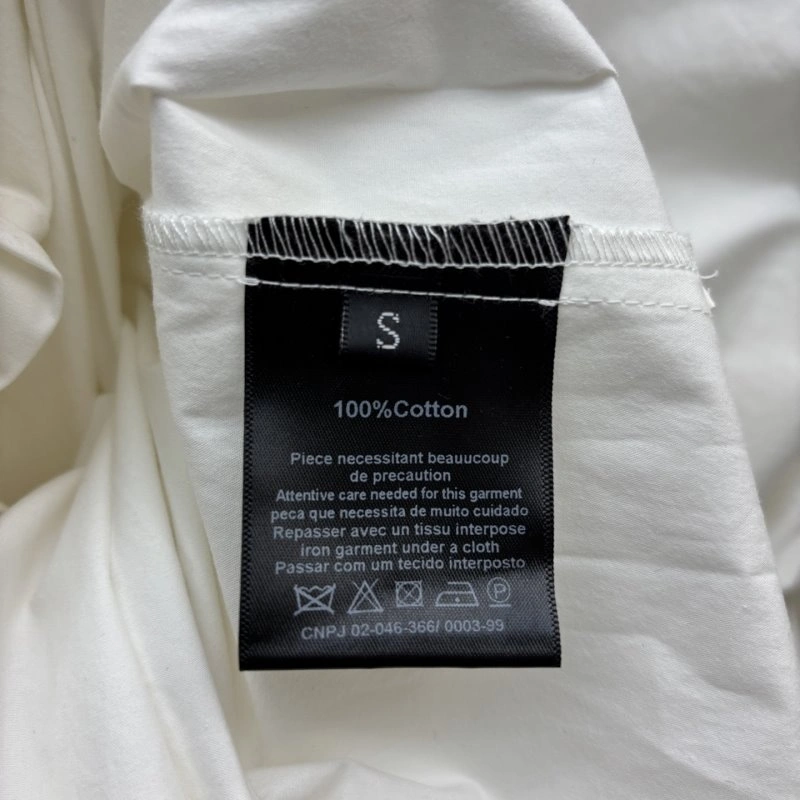 S
100%Cotton
Piece necessitant beauucoup
de precaution
Attentive care needed for this garment
peca que necessita de muito cuidado
Repasser avec un tissu interpose
iron garment under a cloth
Passar com um tecido interposto
P
CNPJ 02-046-366/ 0003-99